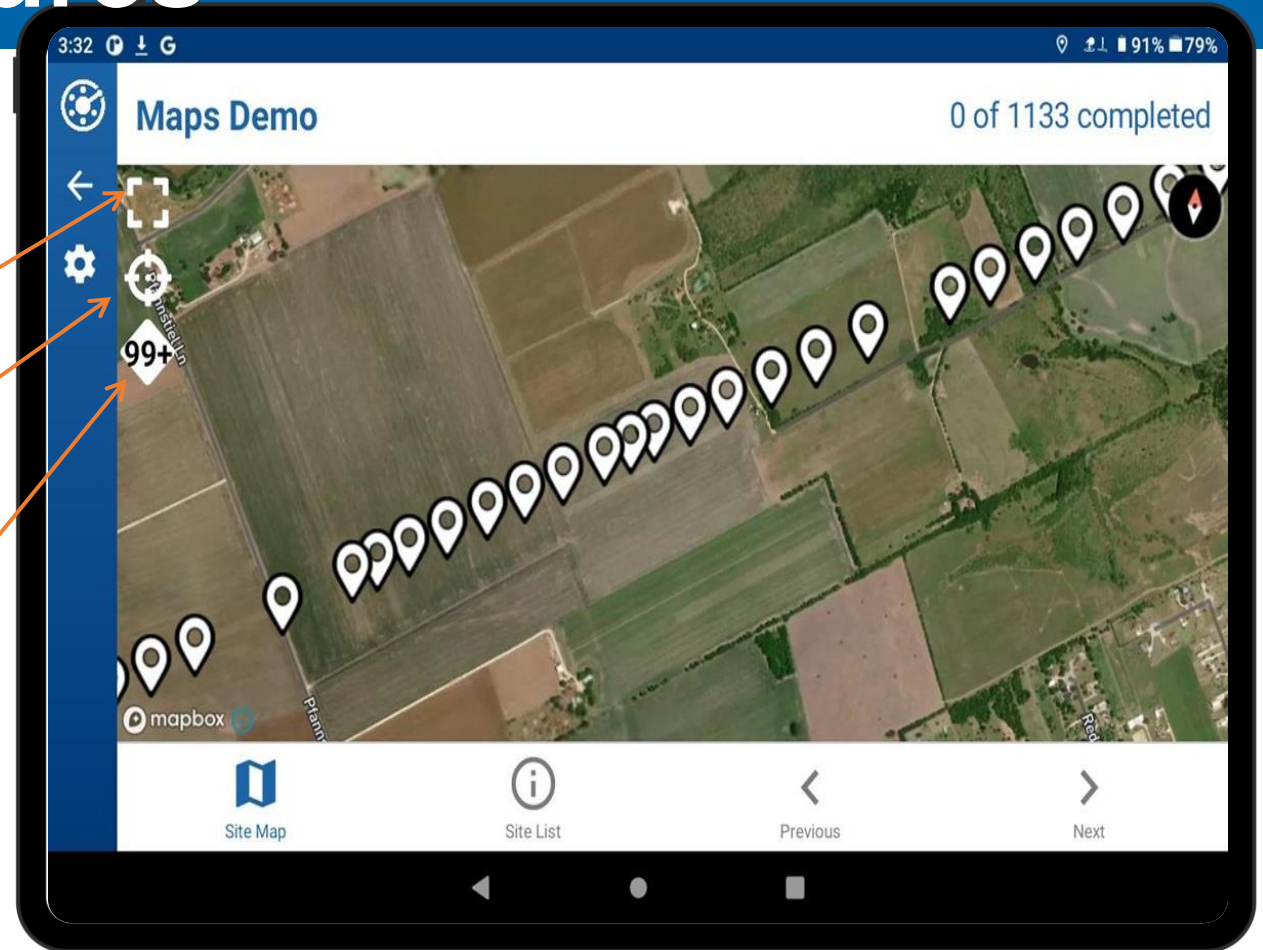 3:32 G 91% 79%
Maps Demo
0 of 1133 completed
99+
mapbox
Site Map
Site List
Previous
Next